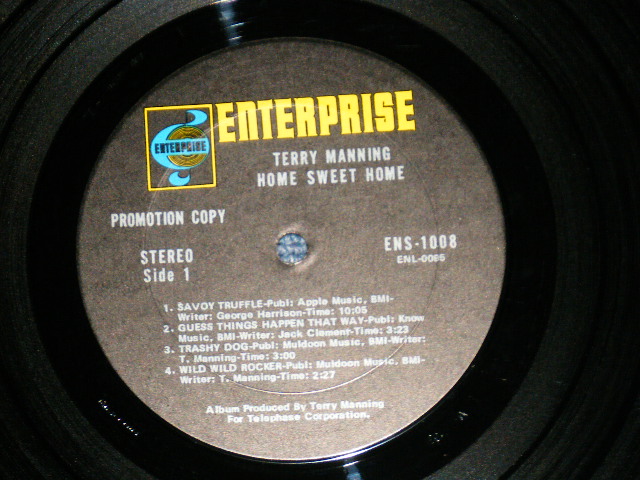 ENTERPRISE
ENTERPRISE
TERRY MANNING
HOME SWEET HOME
PROMOTION COPY
STEREO
Side 1
ENS-1008
ENL-0065
1. SAVOY TRUFFLE-Publ: Apple Music, BMI-
Writer: George Harrison-Time: 10:05
2. GUESS THINGS HAPPEN THAT WAY-Publ: Know
Music, BMI-Writer: Jack Clement-Time: 3:23
3. TRASHY DOG-Publ: Muldoon Music, BMI-Writer:
T. Manning-Time: 3:00
4. WILD WILD ROCKER-Publ: Muldoon Music, BMI-
Writer: T. Manning-Time: 2:27
Album Produced By Terry Manning
For Telephase Corporation.